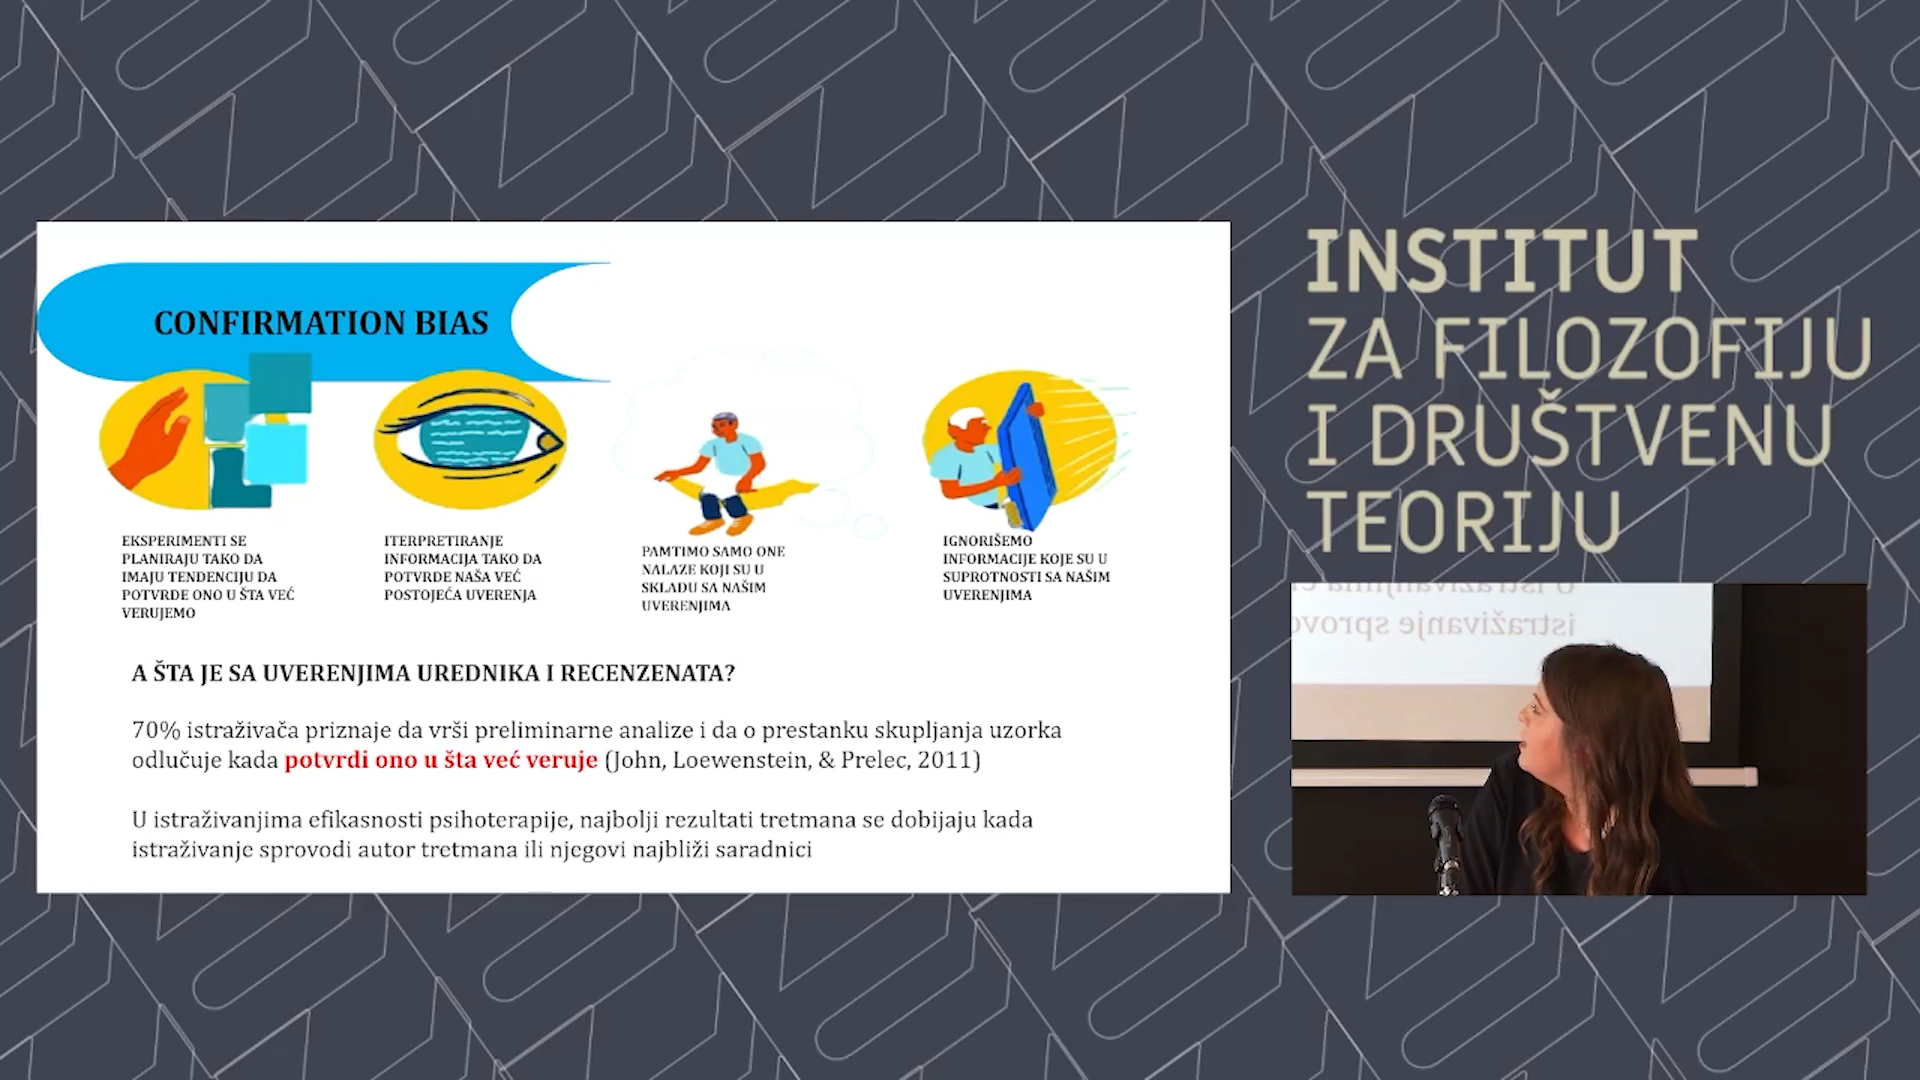 CONFIRMATION BIAS
EKSPERIMENTI SE
PLANIRAJU TAKO DA
IMAJU TENDENCIJU DA
POTVRDE ONO U ŠTA VEĆ
VERUJEMO
ITERPRETIRANJE
INFORMACIJA TAKO DA
POTVRDE NAŠA VEĆ
POSTOJEĆA UVERENJA
PAMTIMO SAMO ONE
NALAZE KOJI SU U
SKLADU SA NAŠIM
UVERENJIMA
IGNORIŠEMO
INFORMACIJE KOJE SU U
SUPROTNOSTI SA NAŠIM
UVERENJIMA
A ŠTA JE SA UVERENJIMA UREDNIKA I RECENZENATA?
70% istraživača priznaje da vrši preliminarne analize i da o prestanku skupljanja uzorka
odlučuje kada potvrdi ono u šta već veruje (John, Loewenstein, & Prelec, 2011)
U istraživanjima efikasnosti psihoterapije, najbolji rezultati tretmana se dobijaju kada
istraživanje sprovodi autor tretmana ili njegovi najbliži saradnici
INSTITUT
ZA FILOZOFIJU
I DRUŠTVENU
TEORIJU
istraživanje